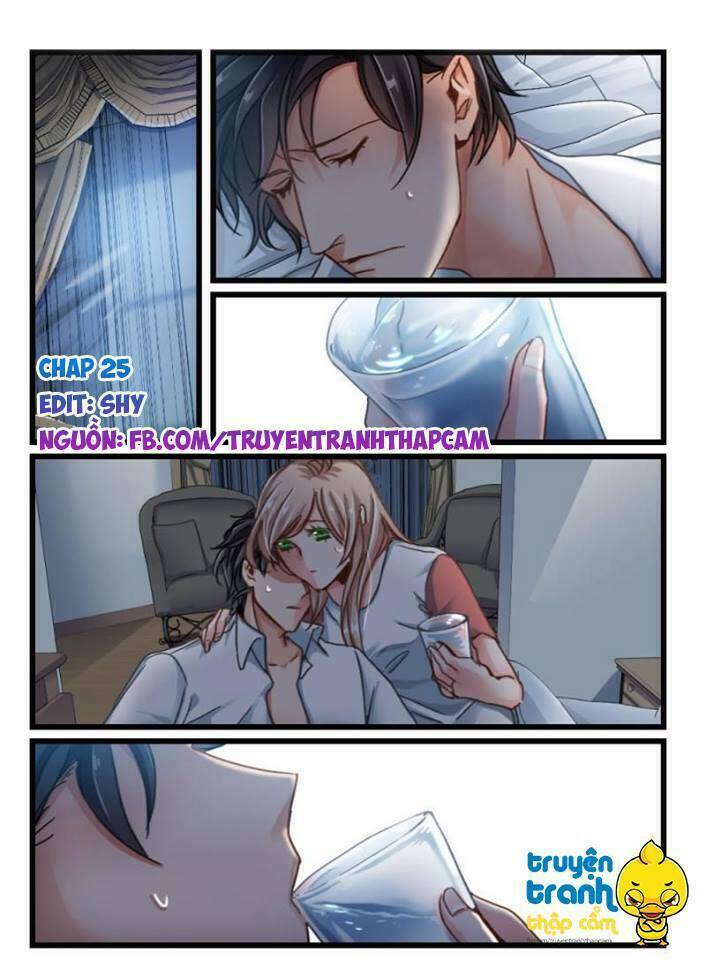 CHAP 25
EDIT: SHY
NGUỒN: FB.COM/TRUYENTRANHTHAPCAM
truyện
tranh
thập cẩm